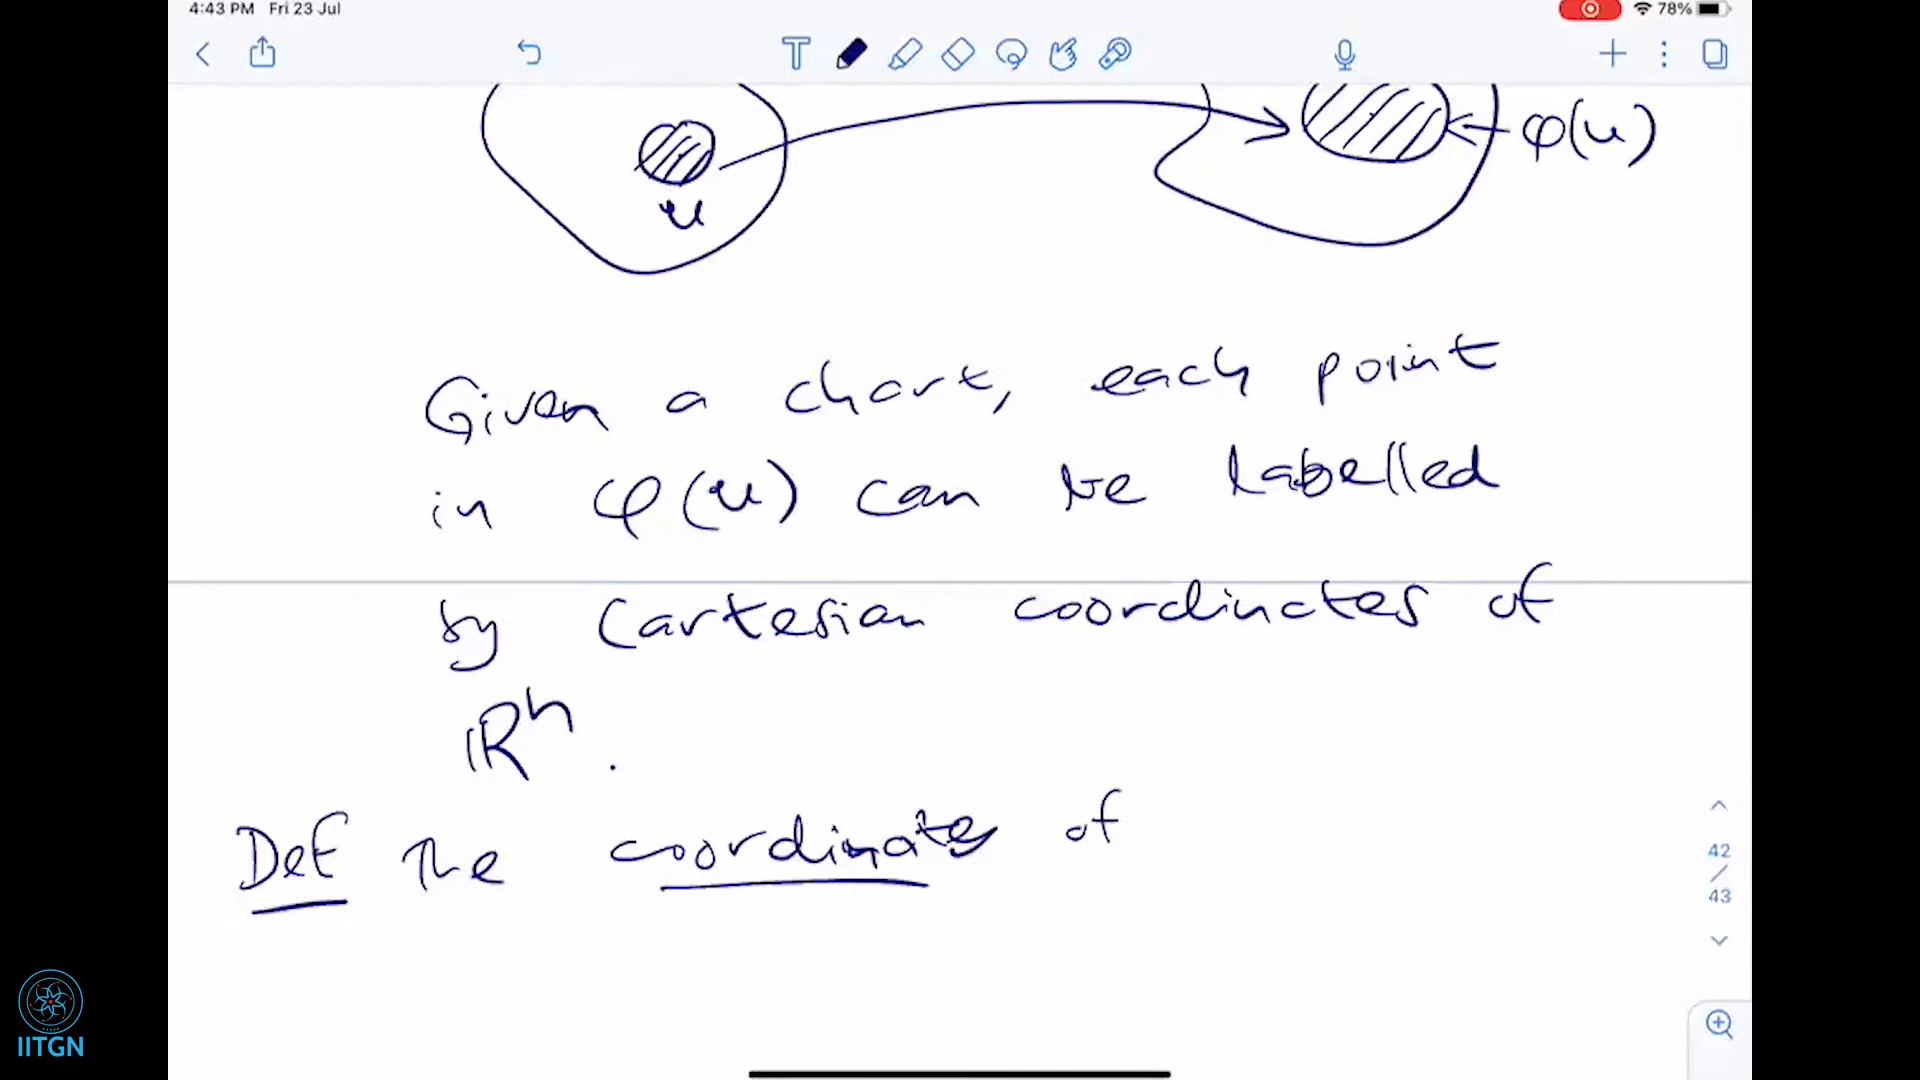 4:43 PM Fri 23 Jul
78%
φ(u)
u
Given a chart, each point
in φ(u) can be labelled
by Cartesian coordinates of
ℝⁿ.
Def The coordinates of
42
/
43
IITGN